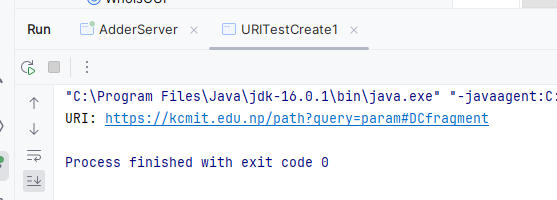 Run AdderServer × URITestCreate1 ×
"C:\Program Files\Java\jdk-16.0.1\bin\java.exe" "-javaagent:C:
URI: https://kcmit.edu.np/path?query=param#DCfragment
Process finished with exit code 0